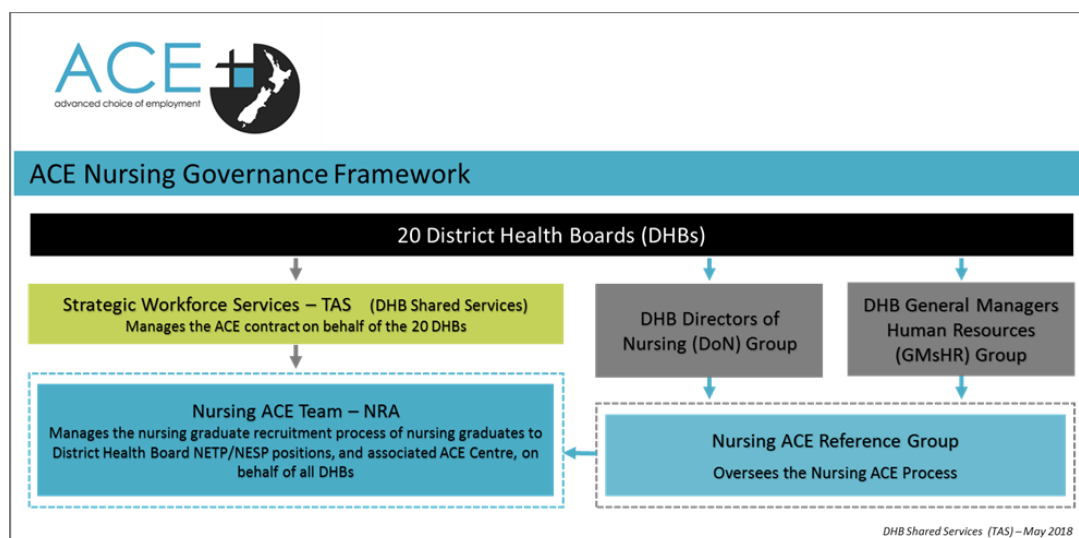 ACE
advanced choice of employment
ACE Nursing Governance Framework
20 District Health Boards (DHBs)
Strategic Workforce Services – TAS (DHB Shared Services)
Manages the ACE contract on behalf of the 20 DHBs
DHB Directors of
Nursing (DoN) Group
DHB General Managers
Human Resources
(GMsHR) Group
Nursing ACE Team – NRA
Manages the nursing graduate recruitment process of nursing graduates to
District Health Board NETP/NESP positions, and associated ACE Centre, on
behalf of all DHBs
Nursing ACE Reference Group
Oversees the Nursing ACE Process
DHB Shared Services (TAS) – May 2018